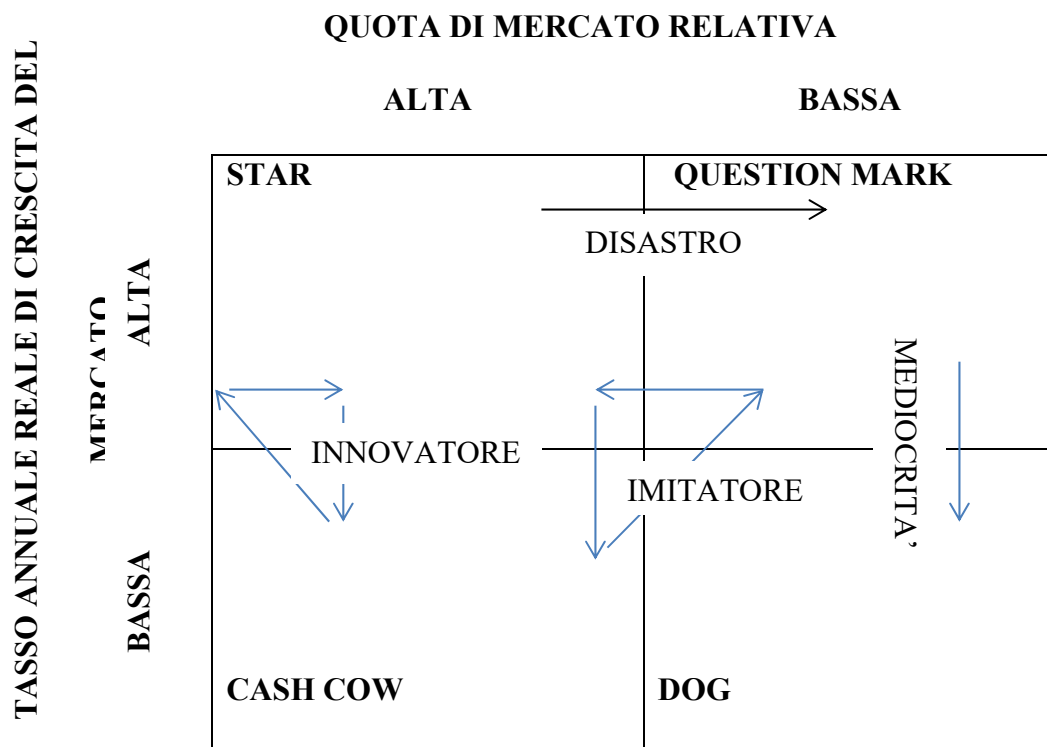 QUOTA DI MERCATO RELATIVA
ALTA
BASSA
TASSO ANNUALE REALE DI CRESCITA DEL
MERCATO
ALTA
BASSA
STAR
QUESTION MARK
DISASTRO
MEDIOCRITA'
INNOVATORE
IMITATORE
CASH COW
DOG